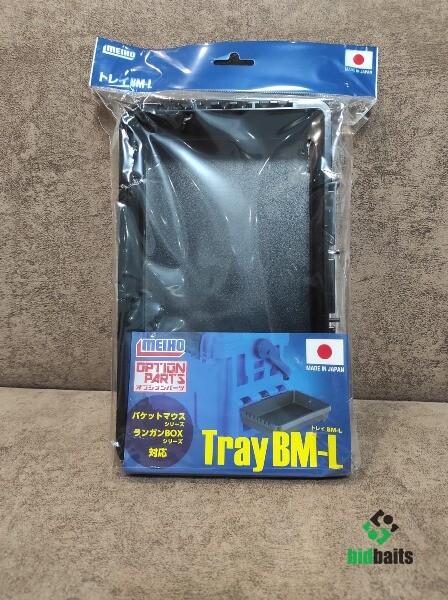 MEIHO
トレイ BM-L
MADE IN JAPAN
MEIHO
OPTION
PARTS
オプションパーツ
MADE IN JAPAN
バケットマウス
シリーズ
ランガンBOX
シリーズ
対応
トレイ BM-L
Tray BM-L
bidbaits